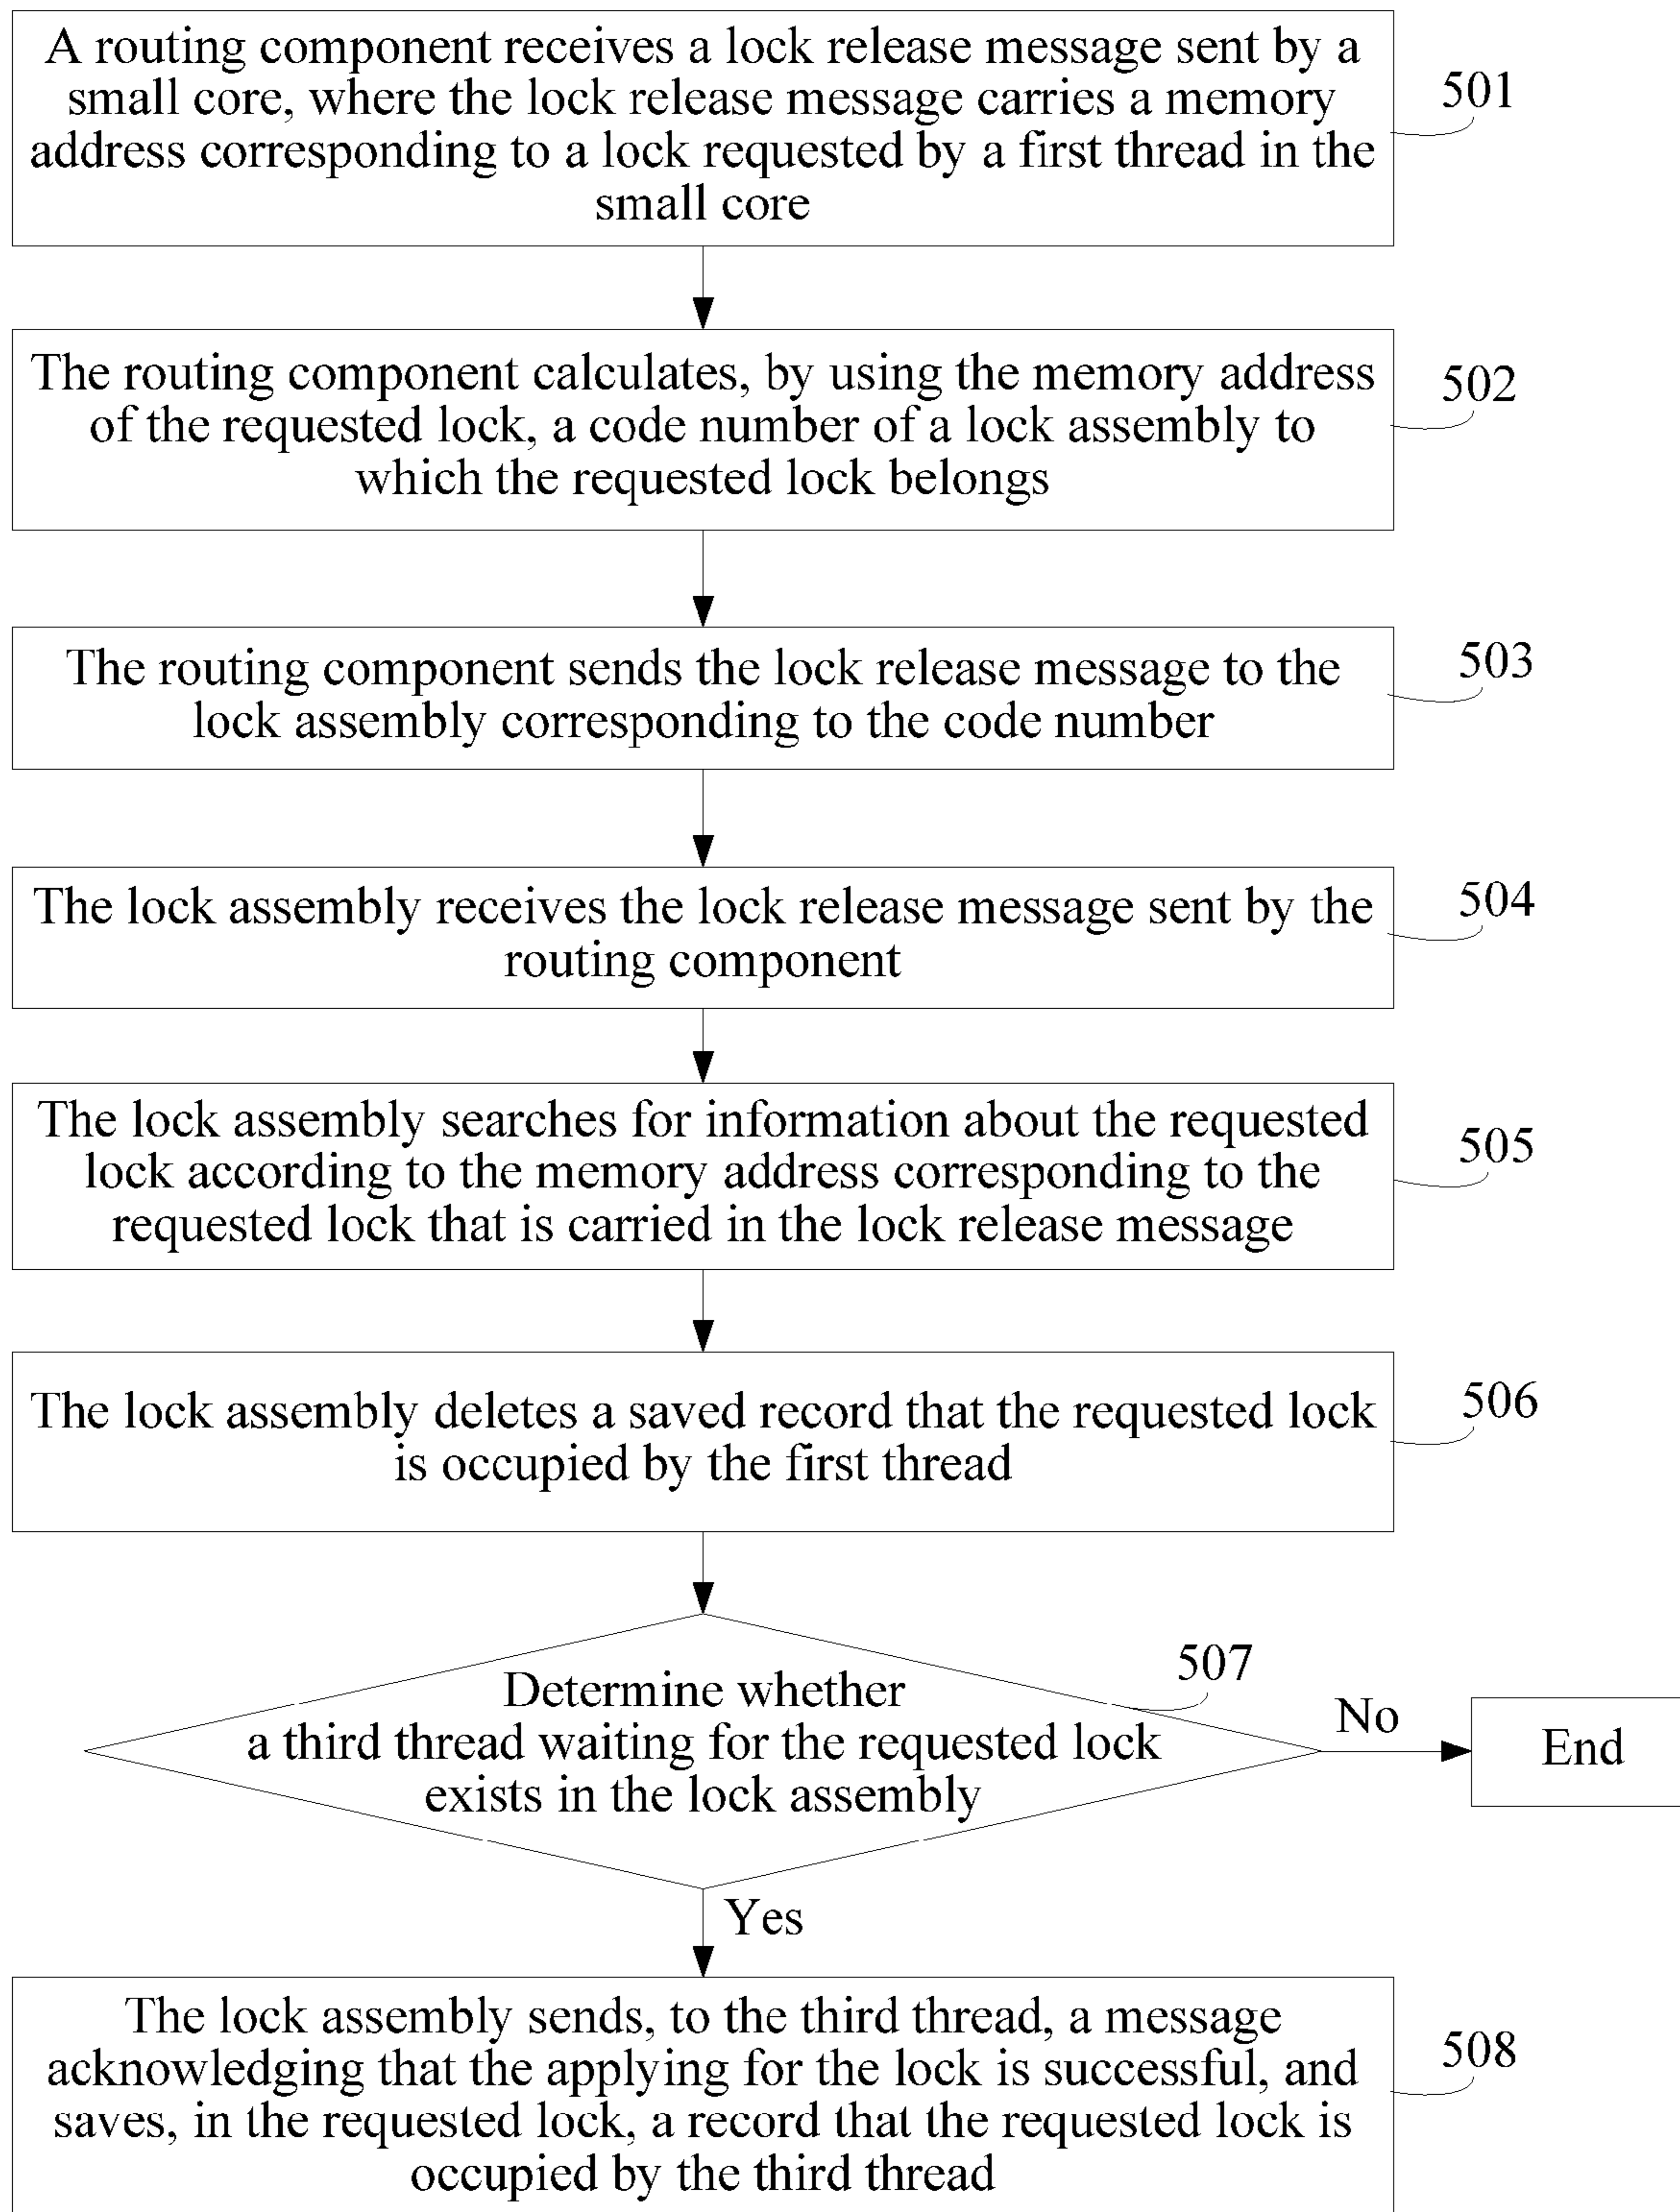 A routing component receives a lock release message sent by a
small core, where the lock release message carries a memory
address corresponding to a lock requested by a first thread in the
small core
501
The routing component calculates, by using the memory address
of the requested lock, a code number of a lock assembly to
which the requested lock belongs
502
The routing component sends the lock release message to the
lock assembly corresponding to the code number
503
The lock assembly receives the lock release message sent by the
routing component
504
The lock assembly searches for information about the requested
lock according to the memory address corresponding to the
requested lock that is carried in the lock release message
505
The lock assembly deletes a saved record that the requested lock
is occupied by the first thread
506
Determine whether
a third thread waiting for the requested lock
exists in the lock assembly
507
No
End
Yes
The lock assembly sends, to the third thread, a message
acknowledging that the applying for the lock is successful, and
saves, in the requested lock, a record that the requested lock is
occupied by the third thread
508